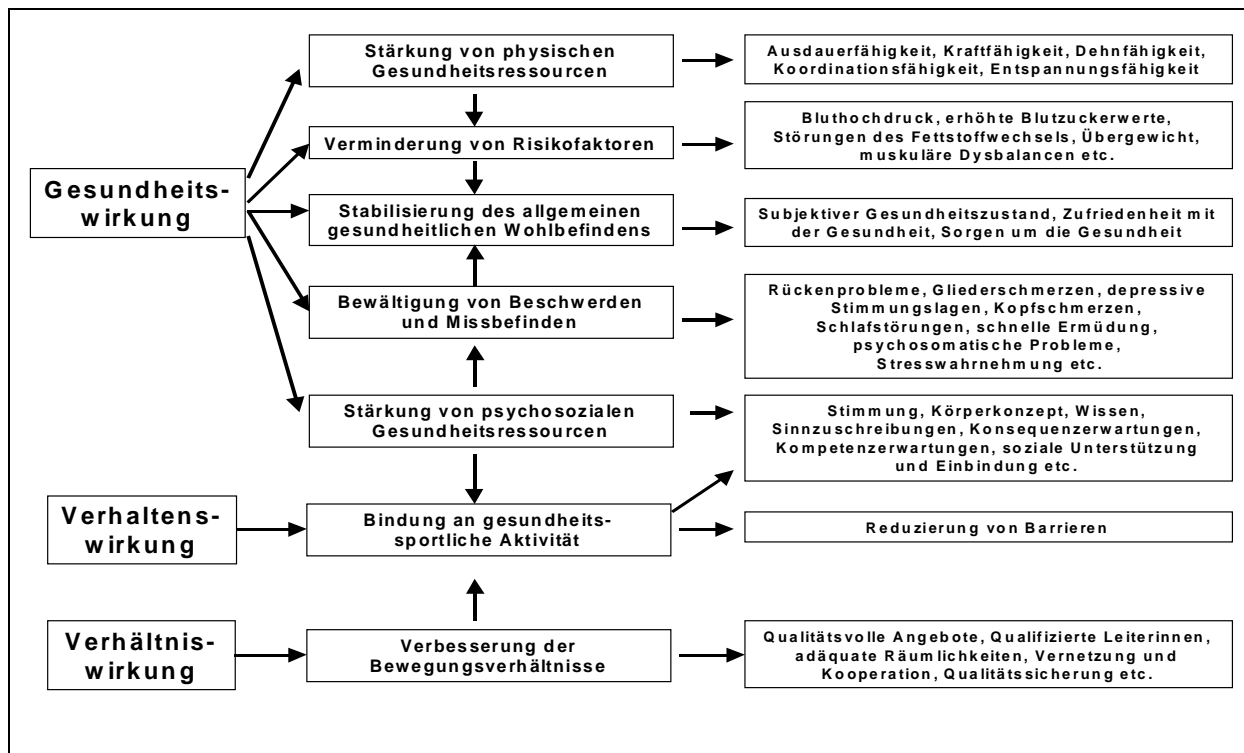 Stärkung von physischen
Gesundheitsressourcen
Ausdauerfähigkeit, Kraftfähigkeit, Dehnfähigkeit,
Koordinationsfähigkeit, Entspannungsfähigkeit
Verminderung von Risikofaktoren
Bluthochdruck, erhöhte Blutzuckerwerte,
Störungen des Fettstoffwechsels, Übergewicht,
muskuläre Dysbalancen etc.
Gesundheits-
wirkung
Stabilisierung des allgemeinen
gesundheitlichen Wohlbefindens
Subjektiver Gesundheitszustand, Zufriedenheit mit
der Gesundheit, Sorgen um die Gesundheit
Bewältigung von Beschwerden
und Missbefinden
Rückenprobleme, Gliederschmerzen, depressive
Stimmungslagen, Kopfschmerzen,
Schlafstörungen, schnelle Ermüdung,
psychosomatische Probleme,
Stresswahrnehmung etc.
Stärkung von psychosozialen
Gesundheitsressourcen
Stimmung, Körperkonzept, Wissen,
Sinnzuschreibungen, Konsequenzerwartungen,
Kompetenzerwartungen, soziale Unterstützung
und Einbindung etc.
Verhaltens-
wirkung
Bindung an gesundheits-
sportliche Aktivität
Reduzierung von Barrieren
Verhältnis-
wirkung
Verbesserung der
Bewegungsverhältnisse
Qualitätsvolle Angebote, Qualifizierte Leiterinnen,
adäquate Räumlichkeiten, Vernetzung und
Kooperation, Qualitätssicherung etc.